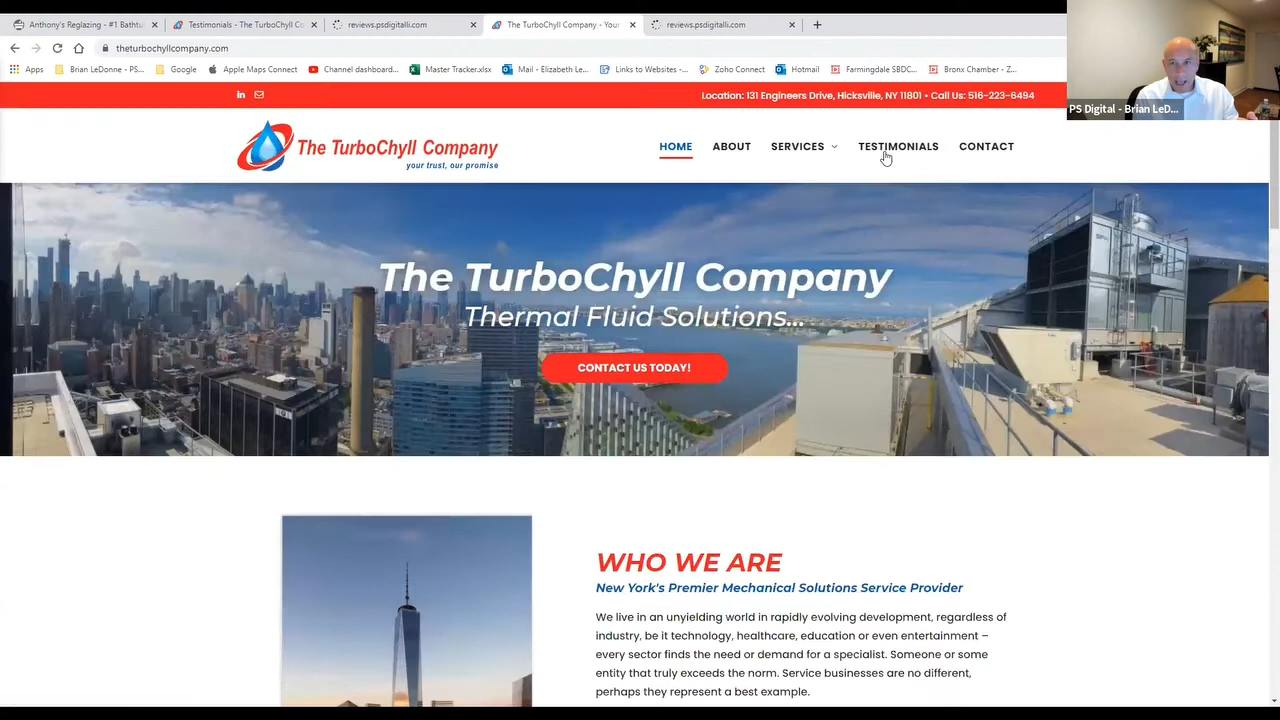 Anthony's Reglazing - #1 Batht
Testimonials - The TurboChyll Co
reviews.psdigitalli.com
The TurboChyll Company - Your
reviews.psdigitalli.com
theturbochyllcompany.com
Apps
Brian LeDonne - PS...
Google
Apple Maps Connect
Channel dashboard...
Master Tracker.xlsx
Mail - Elizabeth Le...
Links to Websites -...
Zoho Connect
Hotmail
Farmingdale SBDC...
Bronx Chamber - Z...
PS Digital - Brian LeD...
Location: 131 Engineers Drive, Hicksville, NY 11801 • Call Us: 516-223-6494
The TurboChyll Company
your trust, our promise
HOME
ABOUT
SERVICES
TESTIMONIALS
CONTACT
The TurboChyll Company
Thermal Fluid Solutions...
CONTACT US TODAY!
WHO WE ARE
New York's Premier Mechanical Solutions Service Provider
We live in an unyielding world in rapidly evolving development, regardless of
industry, be it technology, healthcare, education or even entertainment –
every sector finds the need or demand for a specialist. Someone or some
entity that truly exceeds the norm. Service businesses are no different,
perhaps they represent a best example.